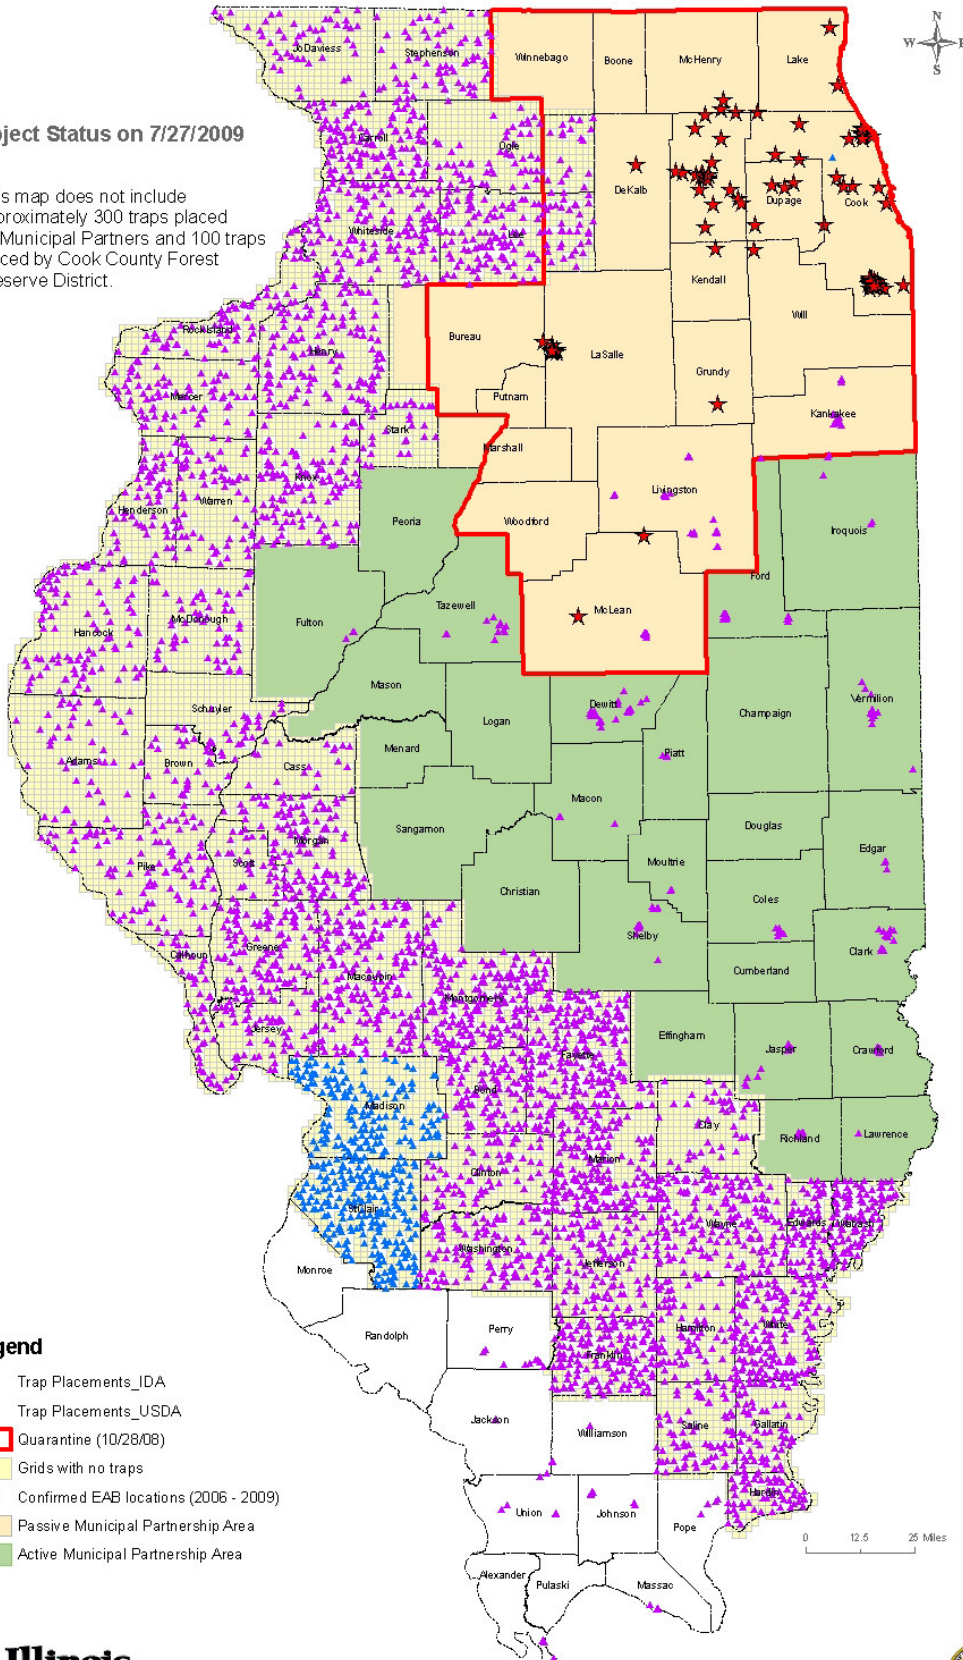 N
W
E
S
oject Status on 7/27/2009
s map does not include
proximately 300 traps placed
Municipal Partners and 100 traps
ced by Cook County Forest
eserve District.
JoDaviess
Stephenson
Winnebago
Boone
McHenry
Lake
Carroll
Ogle
DeKalb
Dupage
Cook
Whiteside
Lee
Kendall
Will
Rock Island
Henry
Bureau
LaSalle
Grundy
Putnam
Mercer
Kankakee
Stark
Marshall
Knox
Livingston
Henderson
Warren
Peoria
Woodford
Iroquois
Ford
Tazewell
McLean
Fulton
McDonough
Hancock
Mason
Schuyler
Logan
Dewitt
Champaign
Vermilion
Menard
Piatt
Adams
Brown
Cass
Macon
Sangamon
Douglas
Morgan
Edgar
Pike
Scott
Moultrie
Christian
Coles
Shelby
Calhoun
Greene
Clark
Macoupin
Cumberland
Montgomery
Jersey
Effingham
Fayette
Jasper
Crawford
Bond
Madison
Clay
Richland
Lawrence
Marion
Clinton
St Clair
Wayne
Edwards
Wabash
Washington
Jefferson
Monroe
Randolph
Perry
Hamilton
White
Franklin
gend
Trap Placements_IDA
Trap Placements_USDA
Quarantine (10/28/08)
Grids with no traps
Confirmed EAB locations (2006 - 2009)
Passive Municipal Partnership Area
Active Municipal Partnership Area
Jackson
Williamson
Saline
Gallatin
Hardin
Union
Johnson
Pope
0 12.5 25 Miles
Alexander
Pulaski
Massac
Illinois